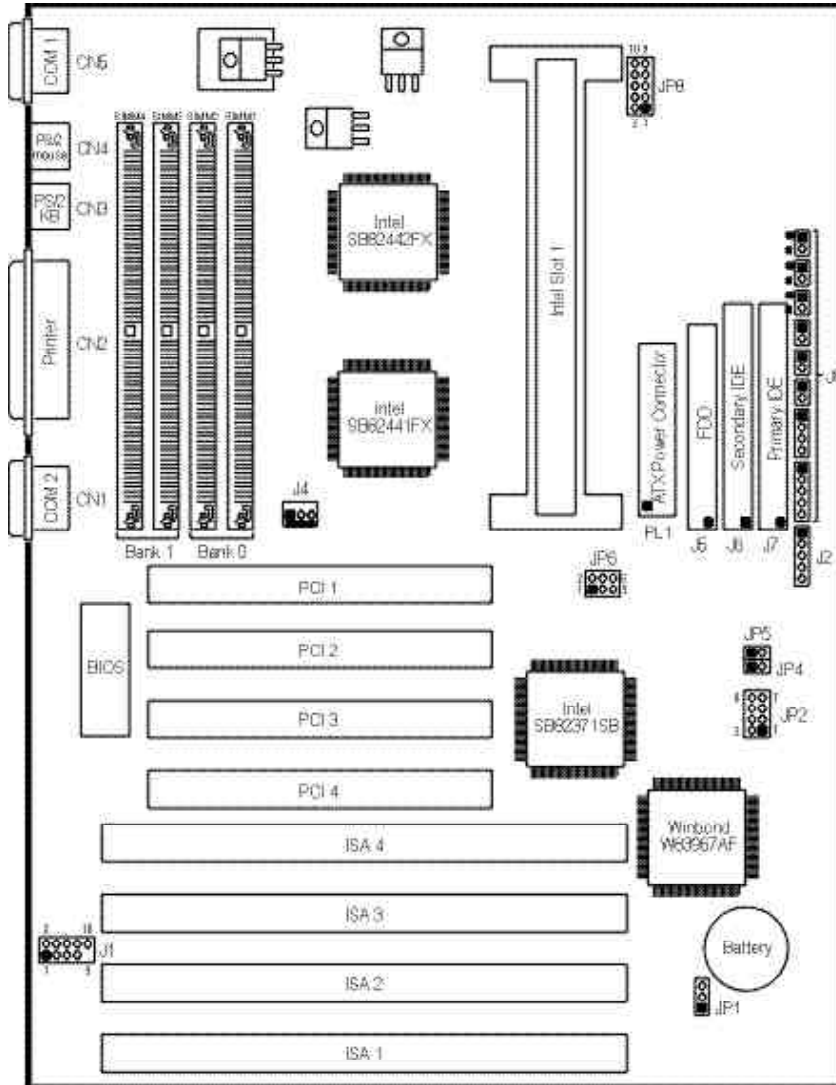 COM 1
CN5
PS/2 mouse
CN4
PS/2 KB
CN3
Printer
CN2
COM 2
CN1
SIMM4
SIMM3
SIMM2
SIMM1
Bank 1
Bank 0
Intel
SB82442FX
Intel
SB82441FX
J4
Intel Slot 1
10 9
JP8
2 1
ATX Power Connector
PL1
FDD
J5
Secondary IDE
J6
Primary IDE
J7
J2
JP6
PCI 1
PCI 2
PCI 3
PCI 4
BIOS
JP5
JP4
JP2
Intel
SB82371SB
Winbond
W83967AF
ISA 4
ISA 3
ISA 2
ISA 1
2 10
J1
1 9
Battery
JP1